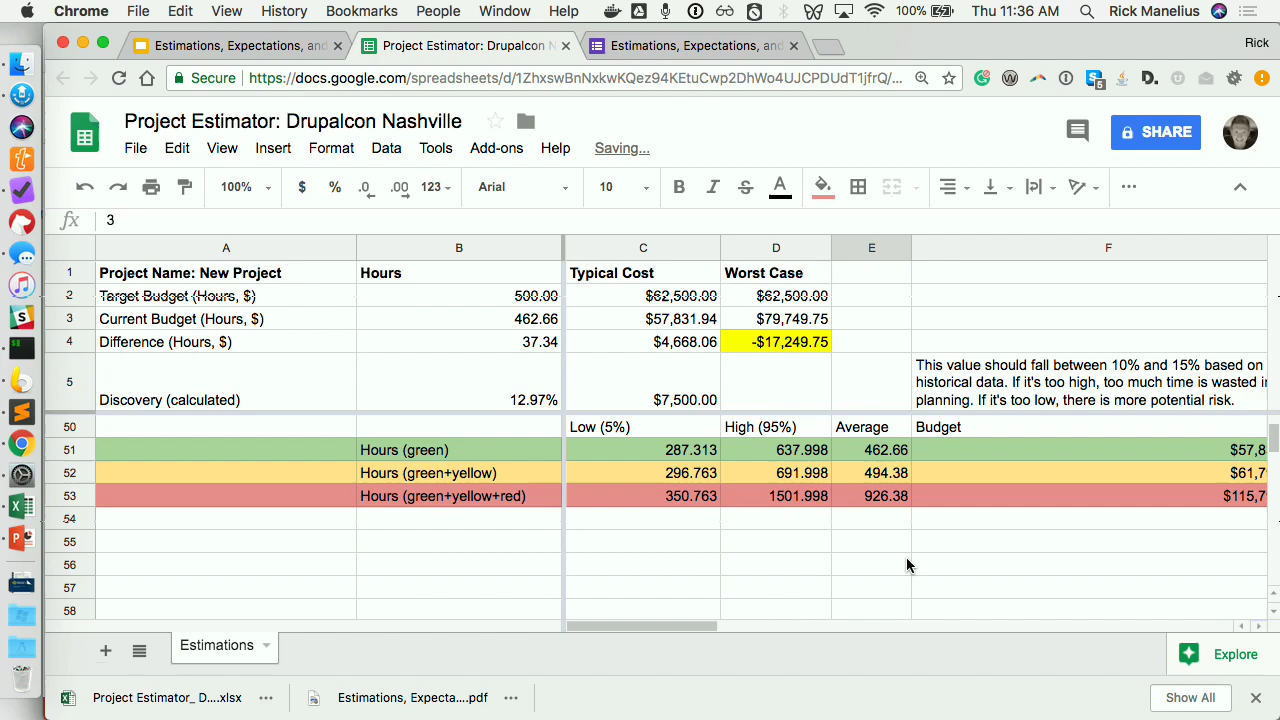 Chrome File Edit View History Bookmarks People Window Help 100% Thu 11:36 AM Rick Manelius
Estimations, Expectations, and Project Estimator: Drupalcon N Estimations, Expectations, and Rick
Secure https://docs.google.com/spreadsheets/d/1ZhxswBnNxkwKQez94KEtuCwp2DhWo4UJCPDUdT1jfrQ/... 5 D.
Project Estimator: Drupalcon Nashville
File Edit View Insert Format Data Tools Add-ons Help Saving... SHARE
100% $ % .0 .00 123 Arial 10 B I S A
fx 3
A B C D E F
1 Project Name: New Project Hours Typical Cost Worst Case
2 Target Budget (Hours, $) 500.00 $62,500.00 $62,500.00
3 Current Budget (Hours, $) 462.66 $57,831.94 $79,749.75
4 Difference (Hours, $) 37.34 $4,668.06 -$17,249.75
This value should fall between 10% and 15% based on
historical data. If it's too high, too much time is wasted i
planning. If it's too low, there is more potential risk.
5 Discovery (calculated) 12.97% $7,500.00
50 Low (5%) High (95%) Average Budget
51 Hours (green) 287.313 637.998 462.66 $57,8
52 Hours (green+yellow) 296.763 691.998 494.38 $61,7
53 Hours (green+yellow+red) 350.763 1501.998 926.38 $115,7
54
55
56
57
58
+ Estimations Explore
Project Estimator_ D....xlsx Estimations, Expecta....pdf Show All